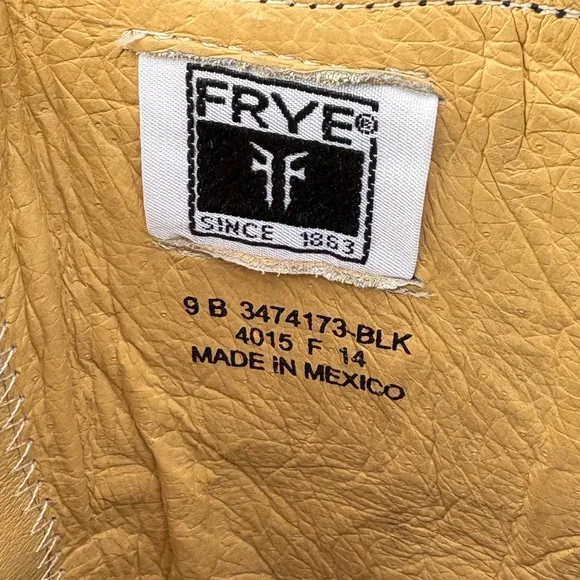 FRYE®
SINCE 1863
9 B 3474173-BLK
4015 F 14
MADE IN MEXICO